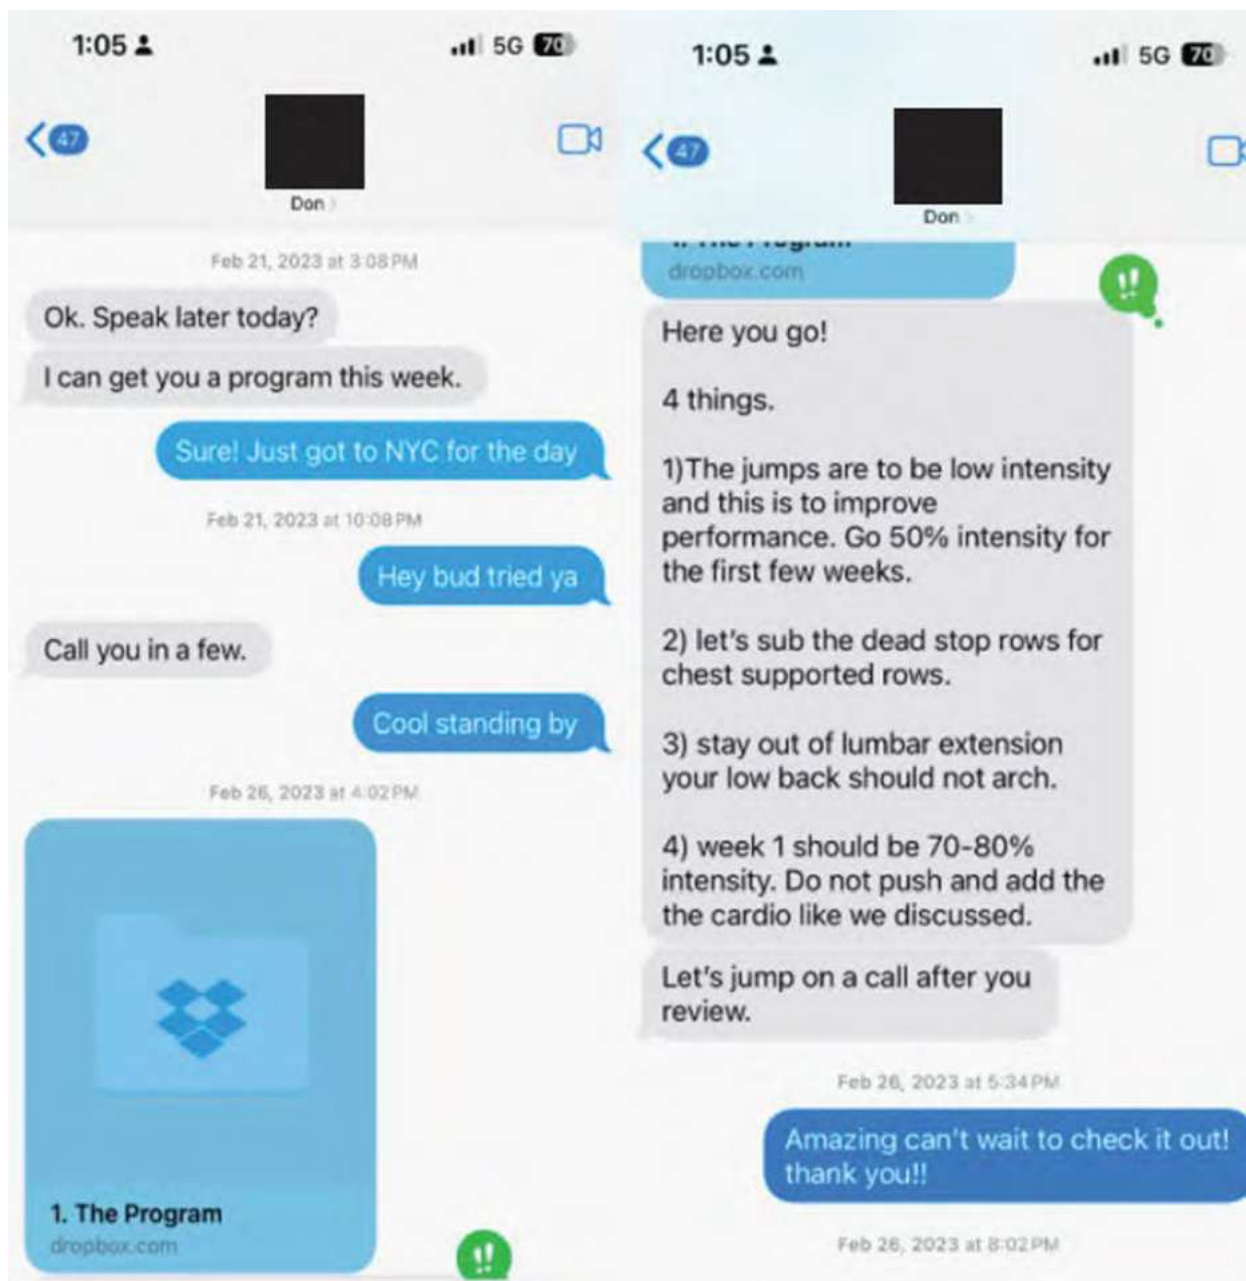 1:05
5G 70
47
Don
Feb 21, 2023 at 3:08 PM
Ok. Speak later today?
I can get you a program this week.
Sure! Just got to NYC for the day
Feb 21, 2023 at 10:08 PM
Hey bud tried ya
Call you in a few.
Cool standing by
Feb 26, 2023 at 4:02 PM
1. The Program
dropbox.com
!!
1:05
5G 70
47
Don
1. The Program
dropbox.com
!!
Here you go!
4 things.
1)The jumps are to be low intensity
and this is to improve
performance. Go 50% intensity for
the first few weeks.
2) let's sub the dead stop rows for
chest supported rows.
3) stay out of lumbar extension
your low back should not arch.
4) week 1 should be 70-80%
intensity. Do not push and add the
the cardio like we discussed.
Let's jump on a call after you
review.
Feb 26, 2023 at 5:34 PM
Amazing can't wait to check it out!
thank you!!
Feb 26, 2023 at 8:02 PM